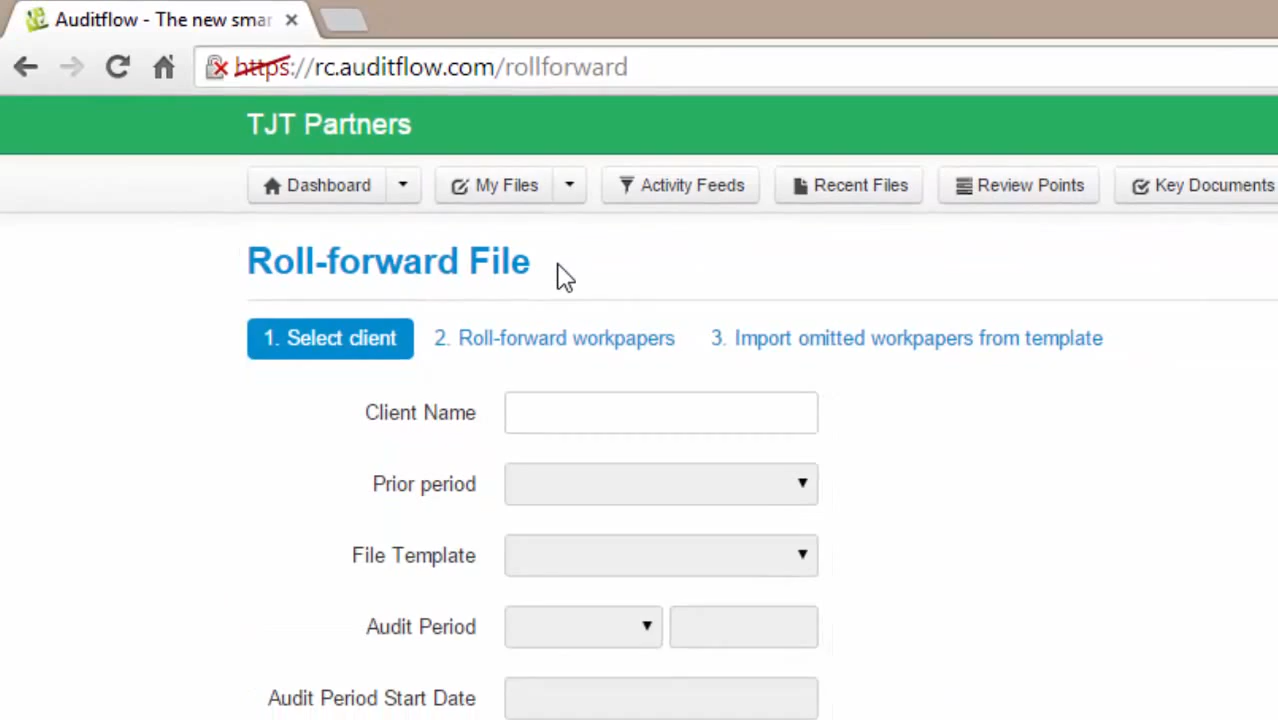 Auditflow - The new smar
https://rc.auditflow.com/rollforward
TJT Partners
Dashboard My Files Activity Feeds Recent Files Review Points Key Documents
Roll-forward File
1. Select client 2. Roll-forward workpapers 3. Import omitted workpapers from template
Client Name
Prior period
File Template
Audit Period
Audit Period Start Date